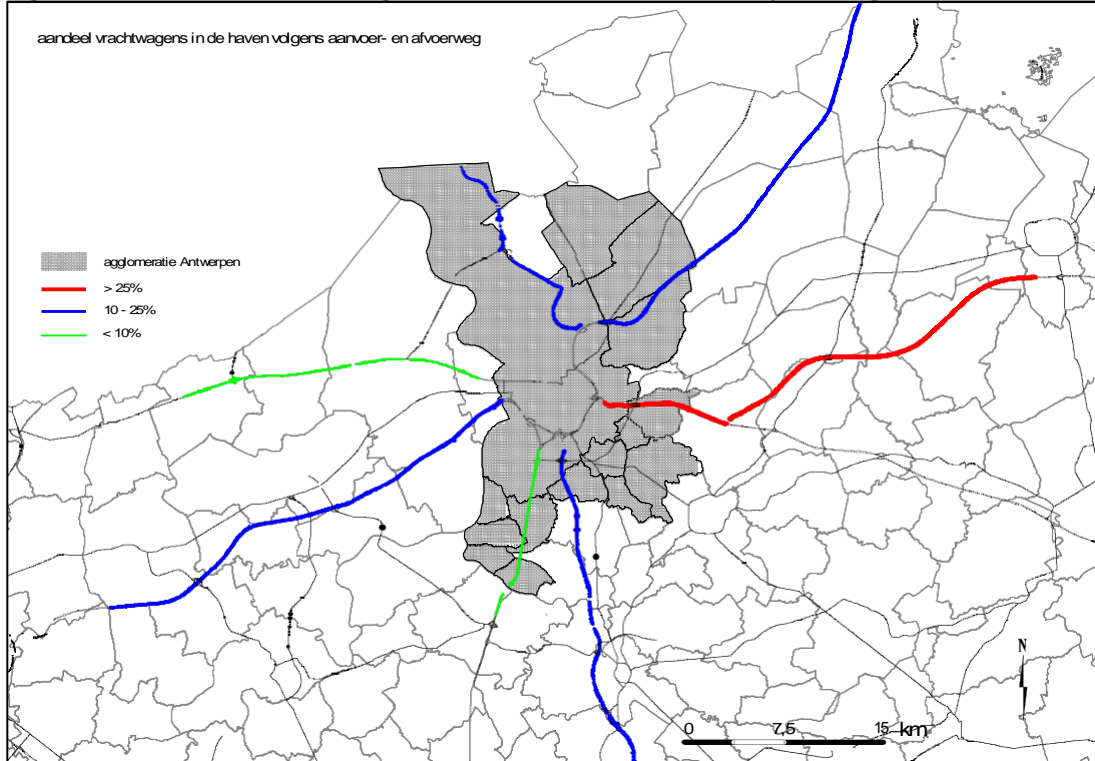 aandeel vrachtwagens in de haven volgens aanvoer- en afvoerweg
agglomeratie Antwerpen
> 25%
10 - 25%
< 10%
N
0 7,5 15 km